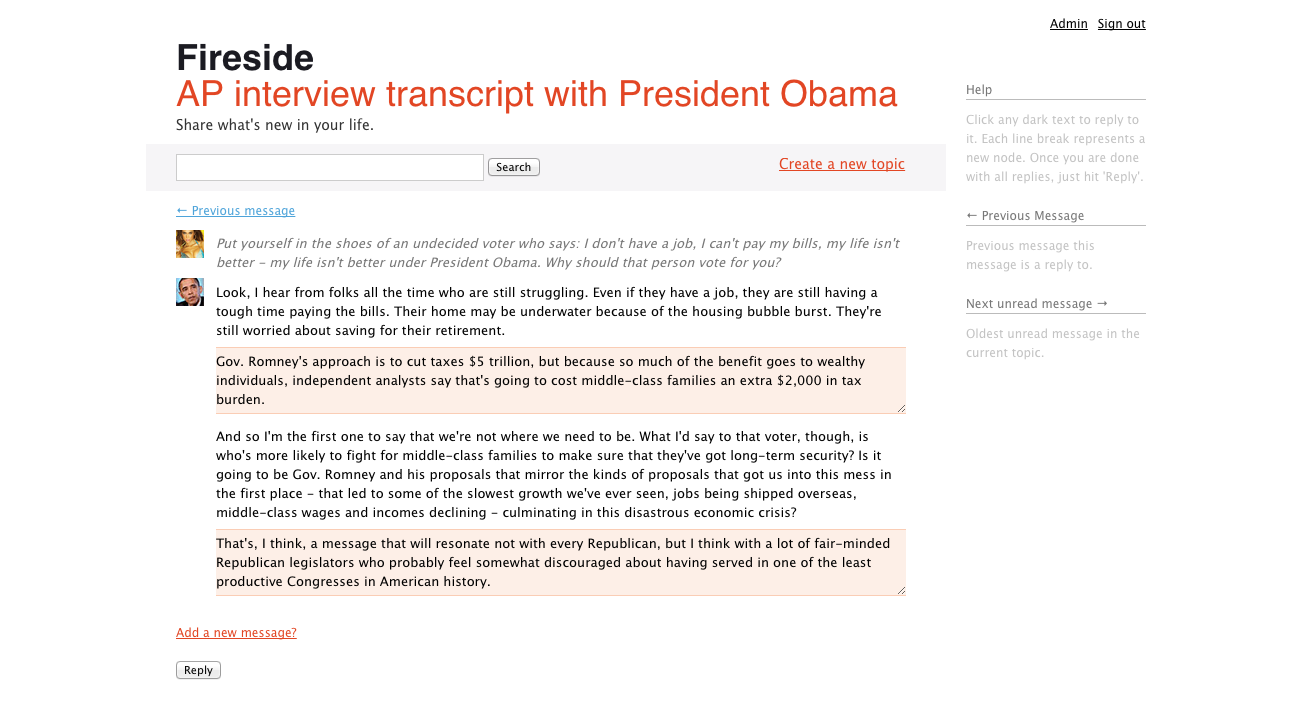 Admin Sign out
Fireside
AP interview transcript with President Obama
Share what's new in your life.
Search
Create a new topic
← Previous message
Put yourself in the shoes of an undecided voter who says: I don't have a job, I can't pay my bills, my life isn't
better - my life isn't better under President Obama. Why should that person vote for you?
Look, I hear from folks all the time who are still struggling. Even if they have a job, they are still having a
tough time paying the bills. Their home may be underwater because of the housing bubble burst. They're
still worried about saving for their retirement.
Gov. Romney's approach is to cut taxes $5 trillion, but because so much of the benefit goes to wealthy
individuals, independent analysts say that's going to cost middle-class families an extra $2,000 in tax
burden.
And so I'm the first one to say that we're not where we need to be. What I'd say to that voter, though, is
who's more likely to fight for middle-class families to make sure that they've got long-term security? Is it
going to be Gov. Romney and his proposals that mirror the kinds of proposals that got us into this mess in
the first place - that led to some of the slowest growth we've ever seen, jobs being shipped overseas,
middle-class wages and incomes declining - culminating in this disastrous economic crisis?
That's, I think, a message that will resonate not with every Republican, but I think with a lot of fair-minded
Republican legislators who probably feel somewhat discouraged about having served in one of the least
productive Congresses in American history.
Add a new message?
Reply
Help
Click any dark text to reply to
it. Each line break represents a
new node. Once you are done
with all replies, just hit 'Reply'.
← Previous Message
Previous message this
message is a reply to.
Next unread message →
Oldest unread message in the
current topic.